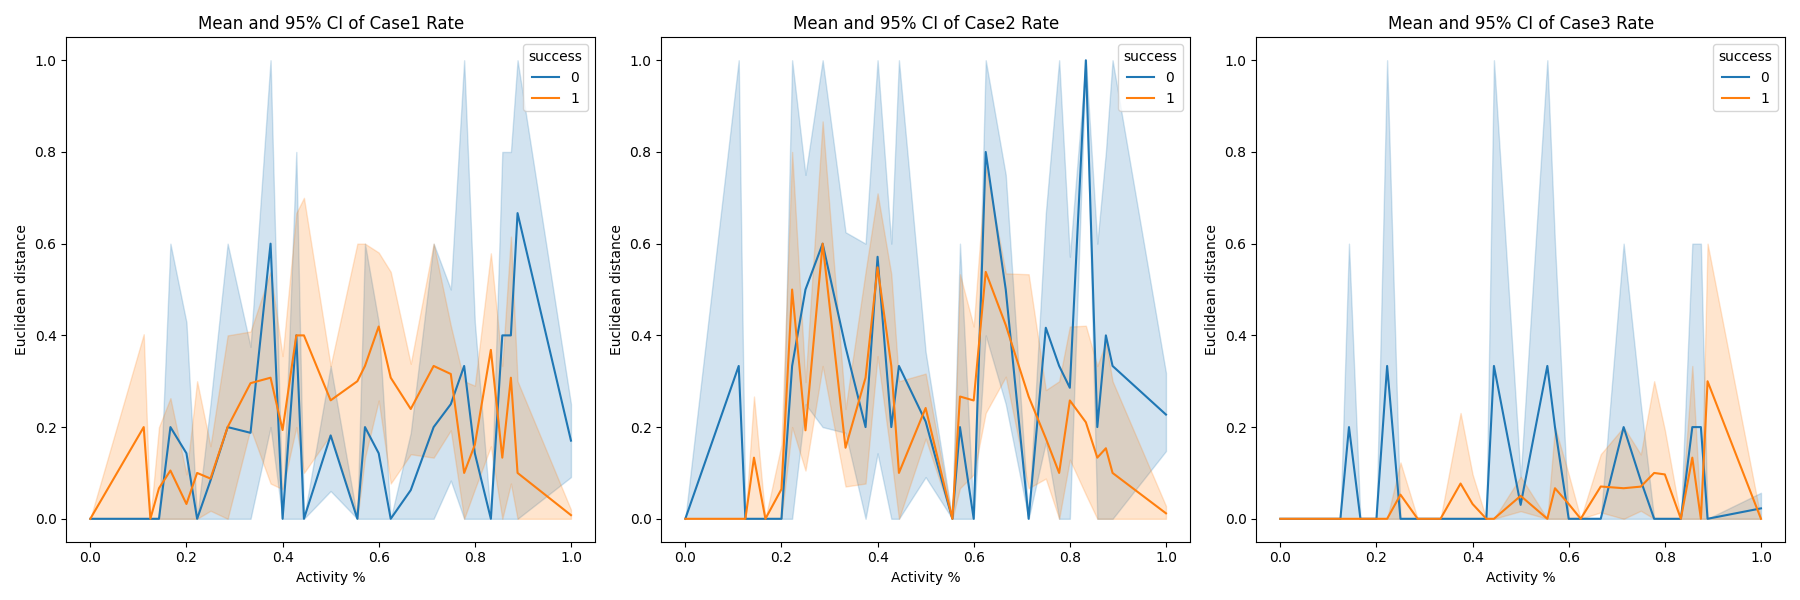 Mean and 95% CI of Case1 Rate
Euclidean distance
1.0
0.8
0.6
0.4
0.2
0.0
success
0
1
0.0 0.2 0.4 0.6 0.8 1.0
Activity %
Mean and 95% CI of Case2 Rate
Euclidean distance
1.0
0.8
0.6
0.4
0.2
0.0
success
0
1
0.0 0.2 0.4 0.6 0.8 1.0
Activity %
Mean and 95% CI of Case3 Rate
Euclidean distance
1.0
0.8
0.6
0.4
0.2
0.0
success
0
1
0.0 0.2 0.4 0.6 0.8 1.0
Activity %